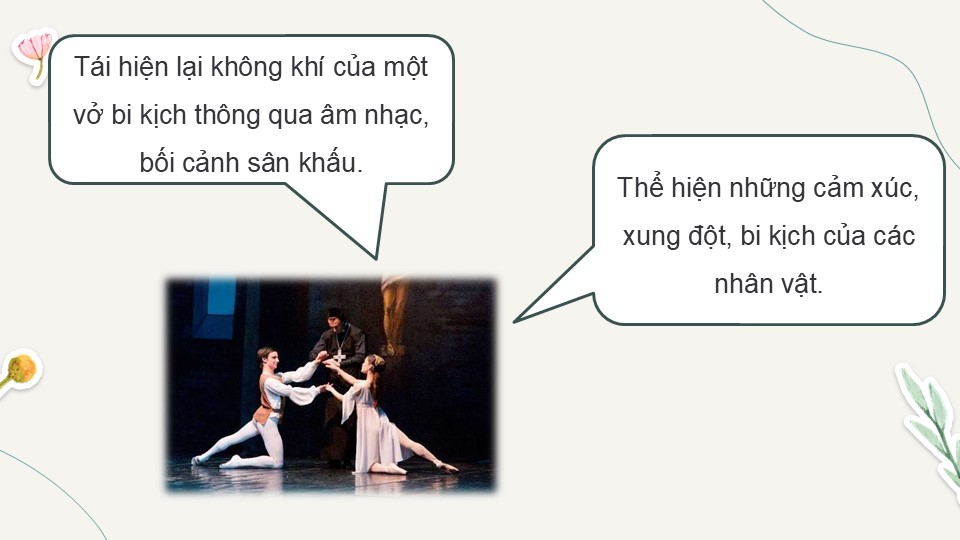 Tái hiện lại không khí của một
vở bi kịch thông qua âm nhạc,
bối cảnh sân khấu.
Thể hiện những cảm xúc,
xung đột, bi kịch của các
nhân vật.